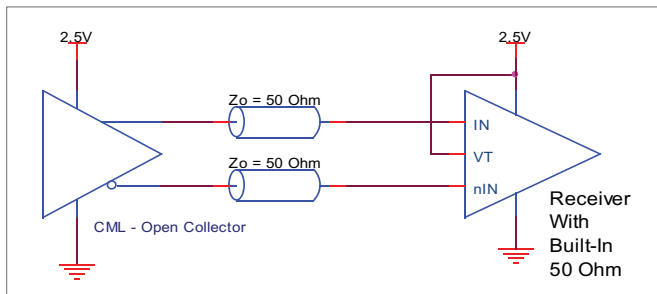 2.5V
2.5V
Zo = 50 Ohm
IN
VT
Zo = 50 Ohm
nIN
CML - Open Collector
Receiver
With
Built-In
50 Ohm